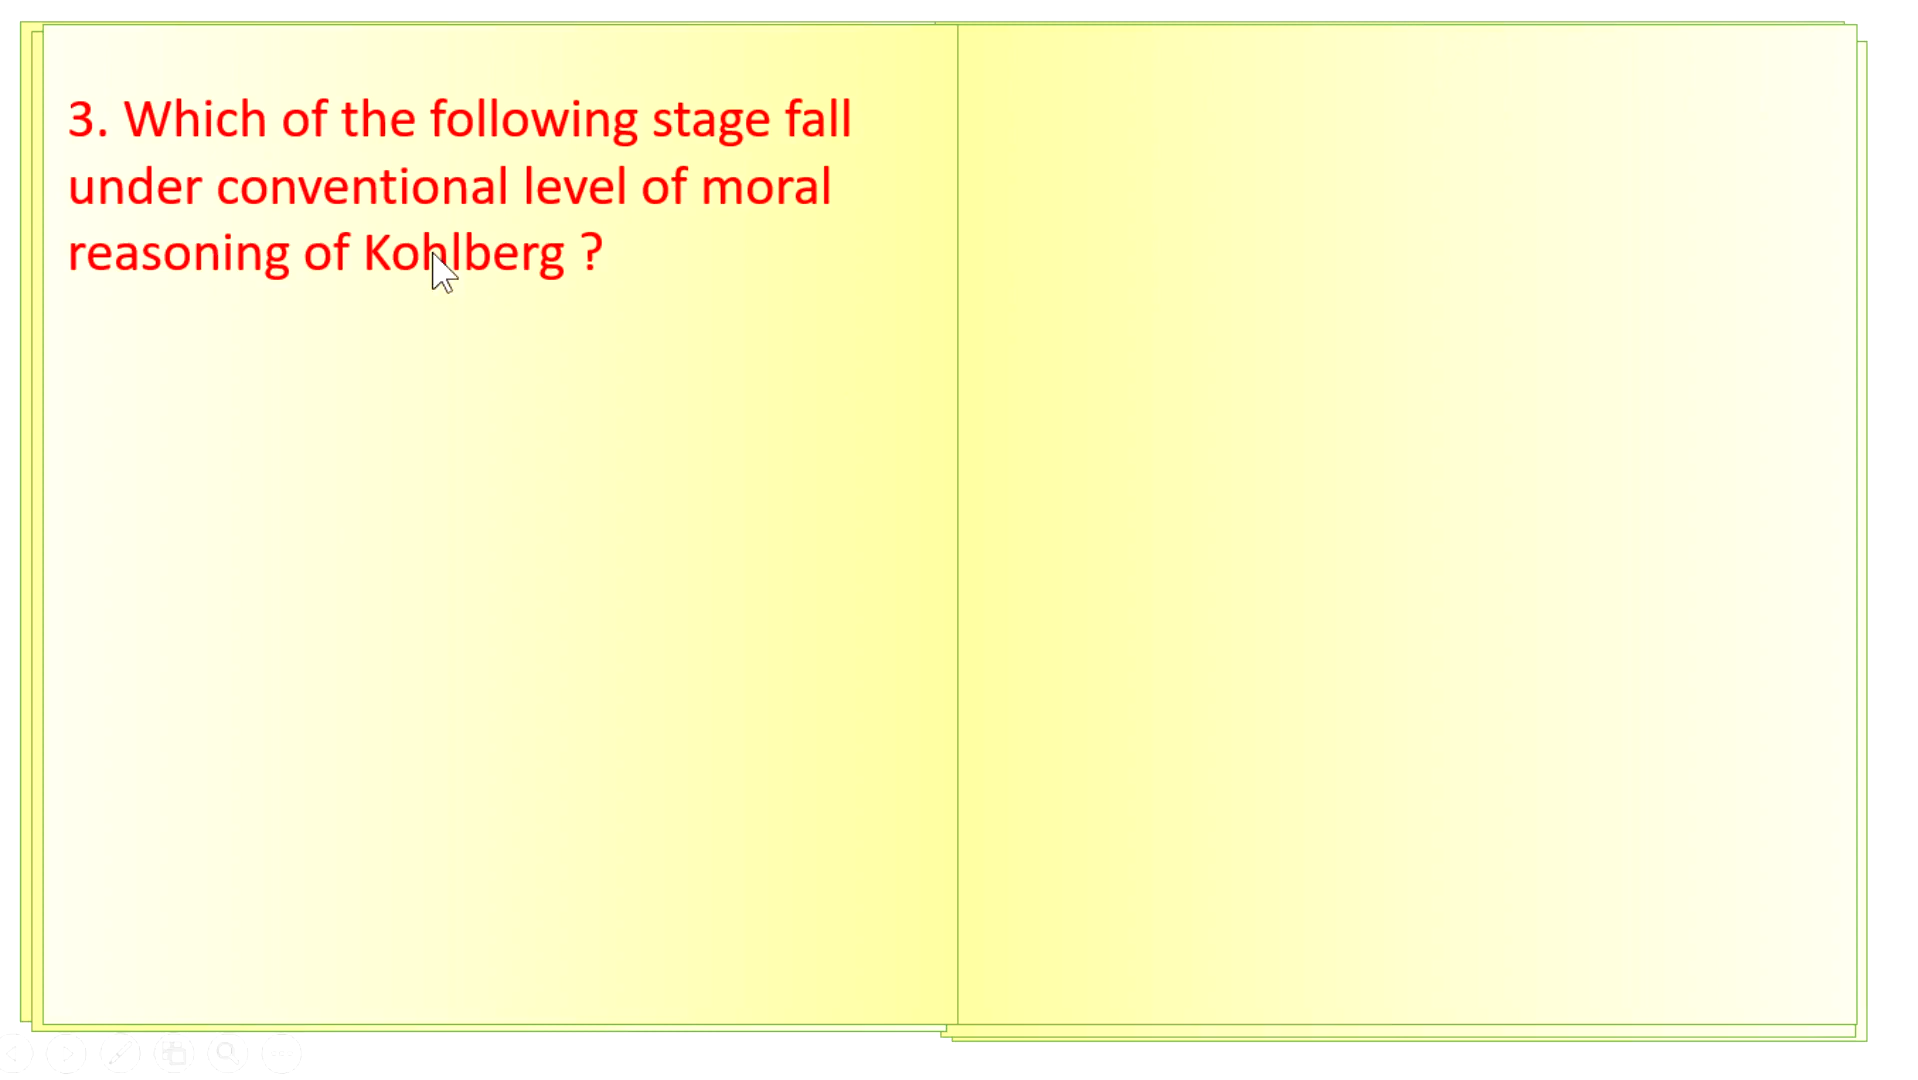 3. Which of the following stage fall
under conventional level of moral
reasoning of Kohlberg ?